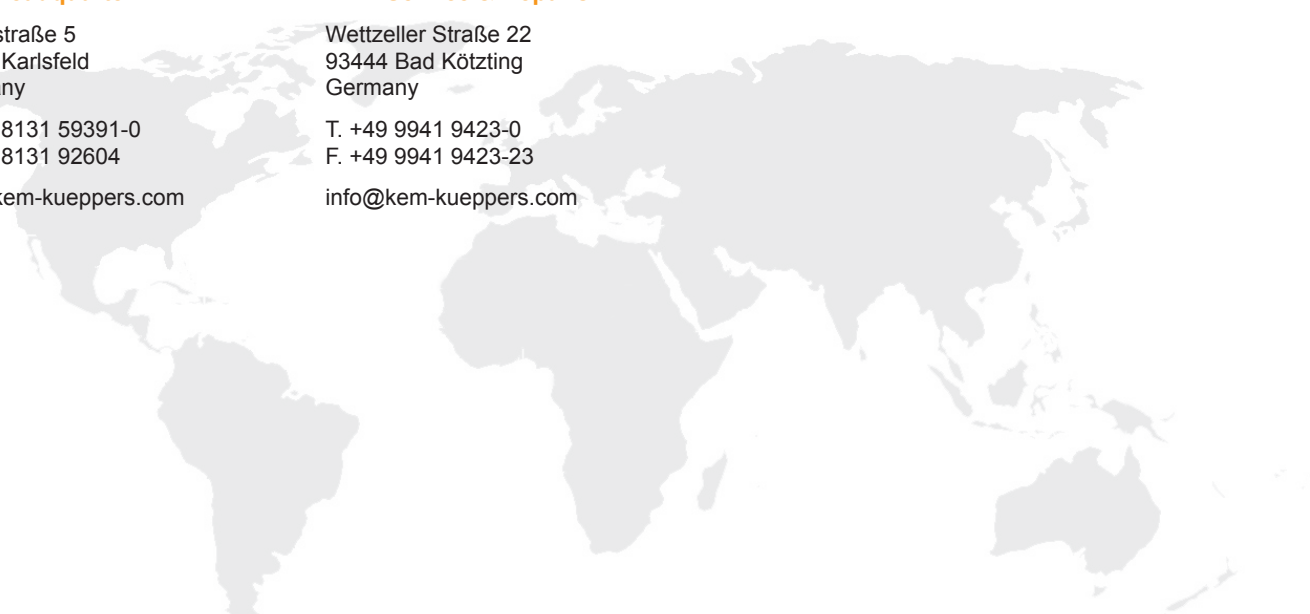 straße 5
Karlsfeld
any
8131 59391-0
8131 92604
kem-kueppers.com
Wettzeller Straße 22
93444 Bad Kötzting
Germany
T. +49 9941 9423-0
F. +49 9941 9423-23
info@kem-kueppers.com